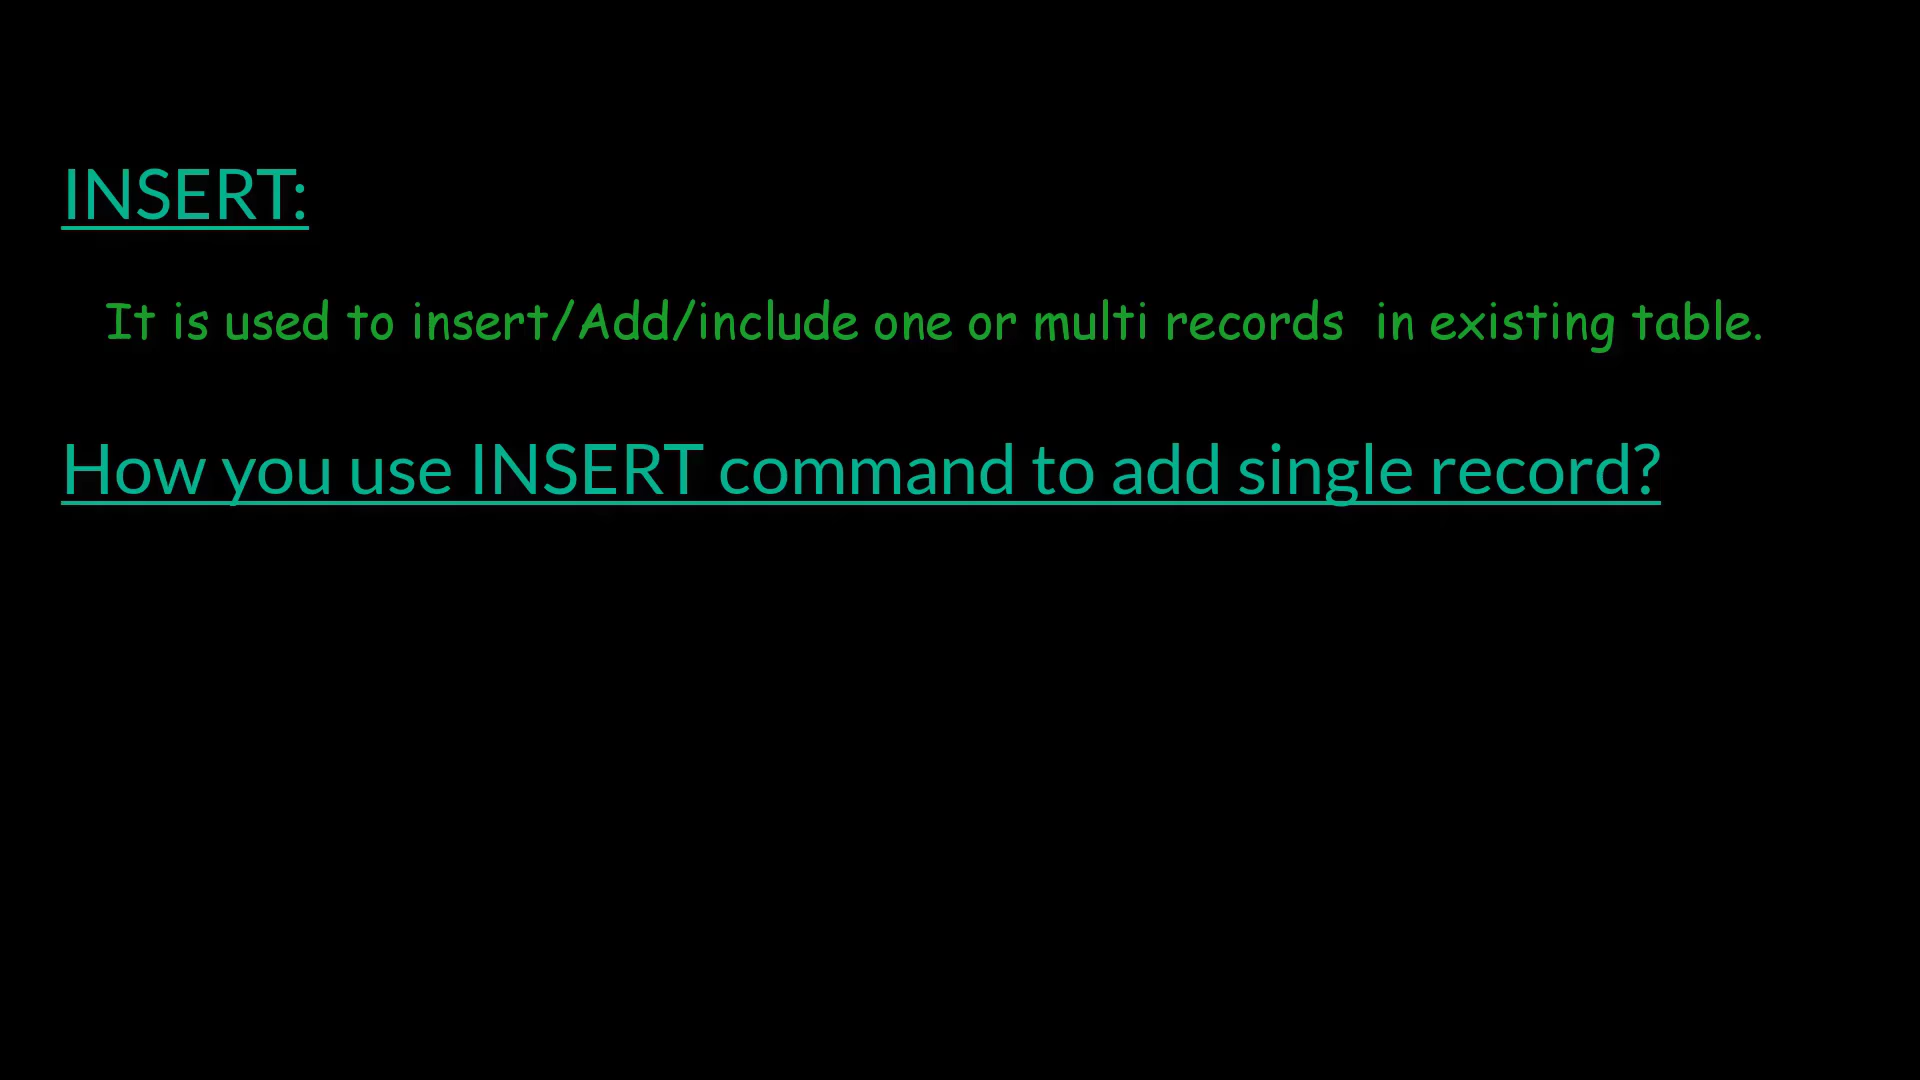 INSERT:
It is used to insert/Add/include one or multi records  in existing table.
How you use INSERT command to add single record?